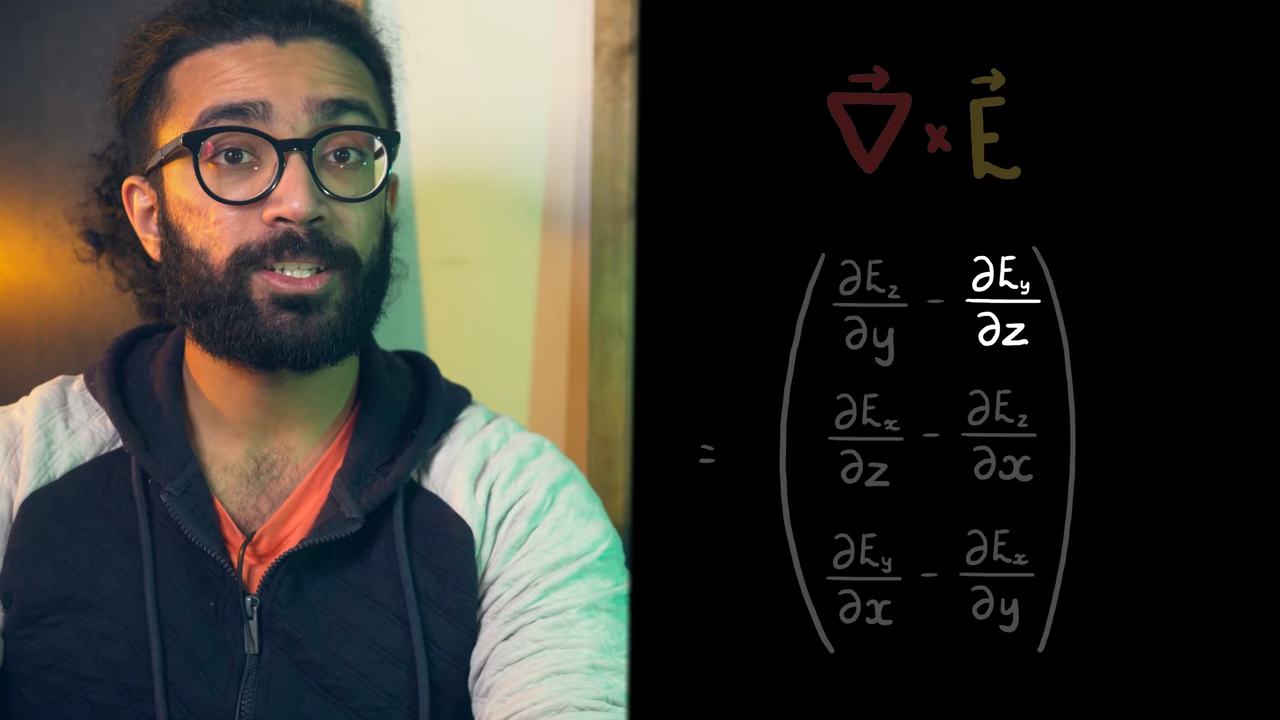 ∇⃗ × E⃗
= ( ∂E_z/∂y - ∂E_y/∂z
∂E_x/∂z - ∂E_z/∂x
∂E_y/∂x - ∂E_x/∂y )